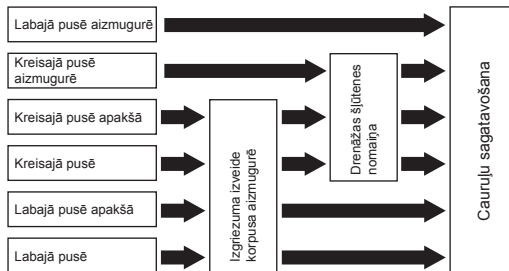 Labajā pusē aizmugurē
Kreisajā pusē
aizmugurē
Kreisajā pusē apakšā
Kreisajā pusē
Labajā pusē apakšā
Labajā pusē
Izgriezuma izveide
korpusa aizmugurē
Drenāžas šļūtenes
nomaiņa
Cauruļu sagatavošana